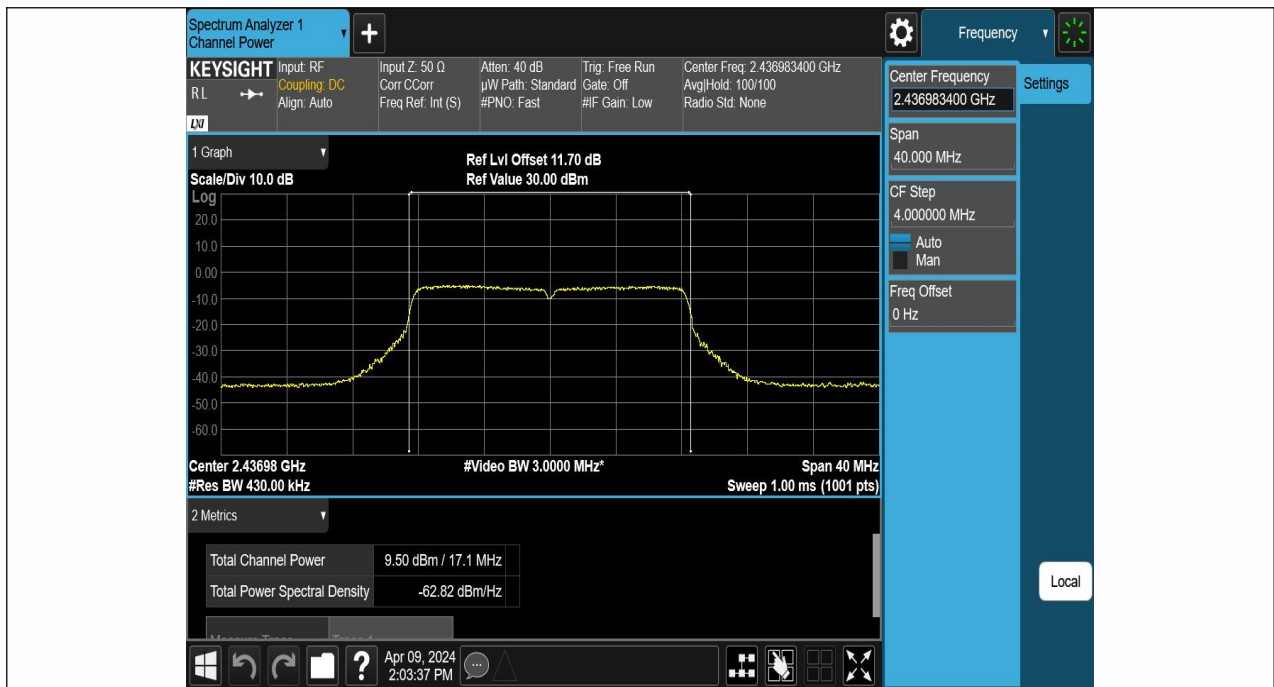 Spectrum Analyzer 1
Channel Power
+
Frequency
KEYSIGHT
R L
LXI
Input: RF
Coupling: DC
Align: Auto
Input Z: 50 Ω
Corr CCorr
Freq Ref: Int (S)
Atten: 40 dB
µW Path: Standard
#PNO: Fast
Trig: Free Run
Gate: Off
#IF Gain: Low
Center Freq: 2.436983400 GHz
Avg|Hold: 100/100
Radio Std: None
Center Frequency
2.436983400 GHz
Settings
Span
40.000 MHz
CF Step
4.000000 MHz
Auto
Man
Freq Offset
0 Hz
1 Graph
Scale/Div 10.0 dB
Ref Lvl Offset 11.70 dB
Ref Value 30.00 dBm
Log
20.0
10.0
0.00
-10.0
-20.0
-30.0
-40.0
-50.0
-60.0
Center 2.43698 GHz
#Res BW 430.00 kHz
#Video BW 3.0000 MHz*
Span 40 MHz
Sweep 1.00 ms (1001 pts)
2 Metrics
Total Channel Power 9.50 dBm / 17.1 MHz
Total Power Spectral Density -62.82 dBm/Hz
Local
?
Apr 09, 2024
2:03:37 PM